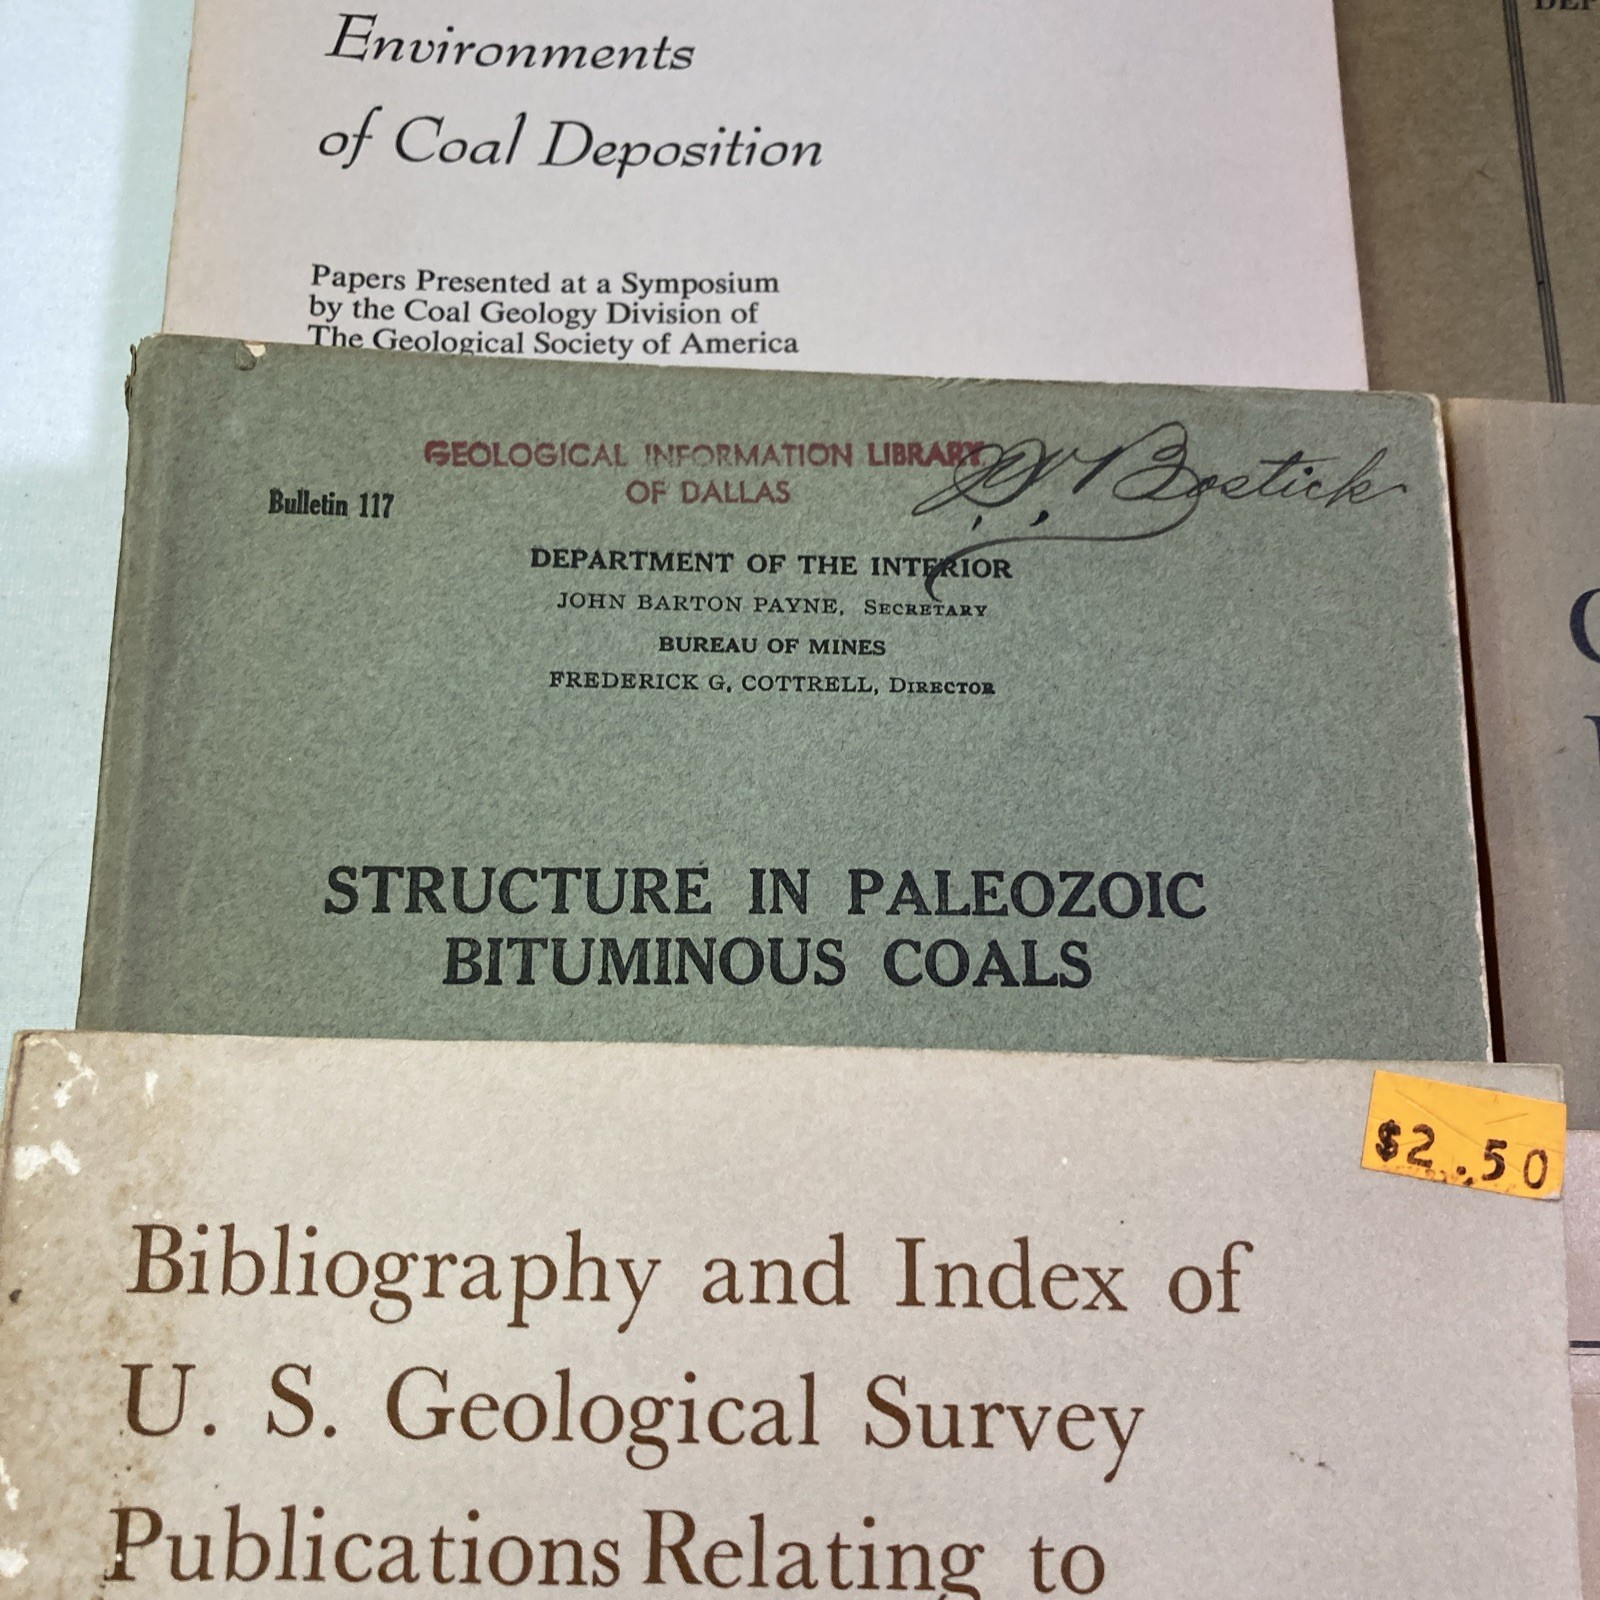 Environments
of Coal Deposition
Papers Presented at a Symposium
by the Coal Geology Division of
The Geological Society of America
GEOLOGICAL INFORMATION LIBRARY
OF DALLAS
Bostick
Bulletin 117
DEPARTMENT OF THE INTERIOR
JOHN BARTON PAYNE, SECRETARY
BUREAU OF MINES
FREDERICK G. COTTRELL, DIRECTOR
STRUCTURE IN PALEOZOIC
BITUMINOUS COALS
$2.50
Bibliography and Index of
U. S. Geological Survey
Publications Relating to